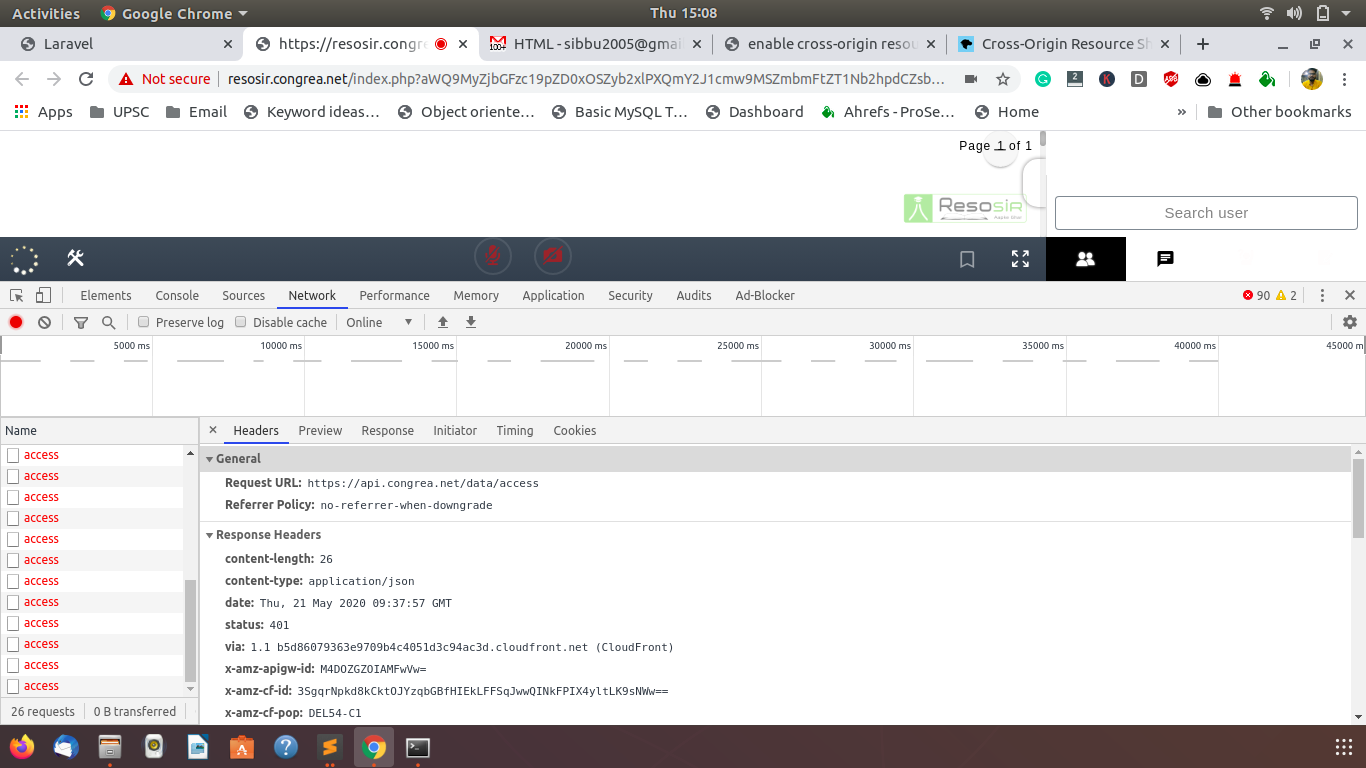 Activities Google Chrome Thu 15:08
Laravel https://resosir.congre HTML - sibbu2005@gmai enable cross-origin resou Cross-Origin Resource Sh
Not secure resosir.congrea.net/index.php?aWQ9MyZjbGFzc19pZD0xOSZyb2xlPXQmY2J1cmw9MSZmbmFtZT1Nb2hpdCZsb…
Apps UPSC Email Keyword ideas… Object oriente… Basic MySQL T… Dashboard Ahrefs - ProSe… Home » Other bookmarks
Page 1 of 1
ResosiR
Search user
Elements Console Sources Network Performance Memory Application Security Audits Ad-Blocker 90 2
Preserve log Disable cache Online
5000 ms 10000 ms 15000 ms 20000 ms 25000 ms 30000 ms 35000 ms 40000 ms 45000 m
Name Headers Preview Response Initiator Timing Cookies
access
access
access
access
access
access
access
access
access
access
access
access
26 requests 0 B transferred
General
Request URL: https://api.congrea.net/data/access
Referrer Policy: no-referrer-when-downgrade
Response Headers
content-length: 26
content-type: application/json
date: Thu, 21 May 2020 09:37:57 GMT
status: 401
via: 1.1 b5d86079363e9709b4c4051d3c94ac3d.cloudfront.net (CloudFront)
x-amz-apigw-id: M4DOZGZOIAMFwVw=
x-amz-cf-id: 3SgqrNpkd8kCktOJYzqbGBfHIEkLFFSqJwwQINkFPIX4yltLK9sNWw==
x-amz-cf-pop: DEL54-C1